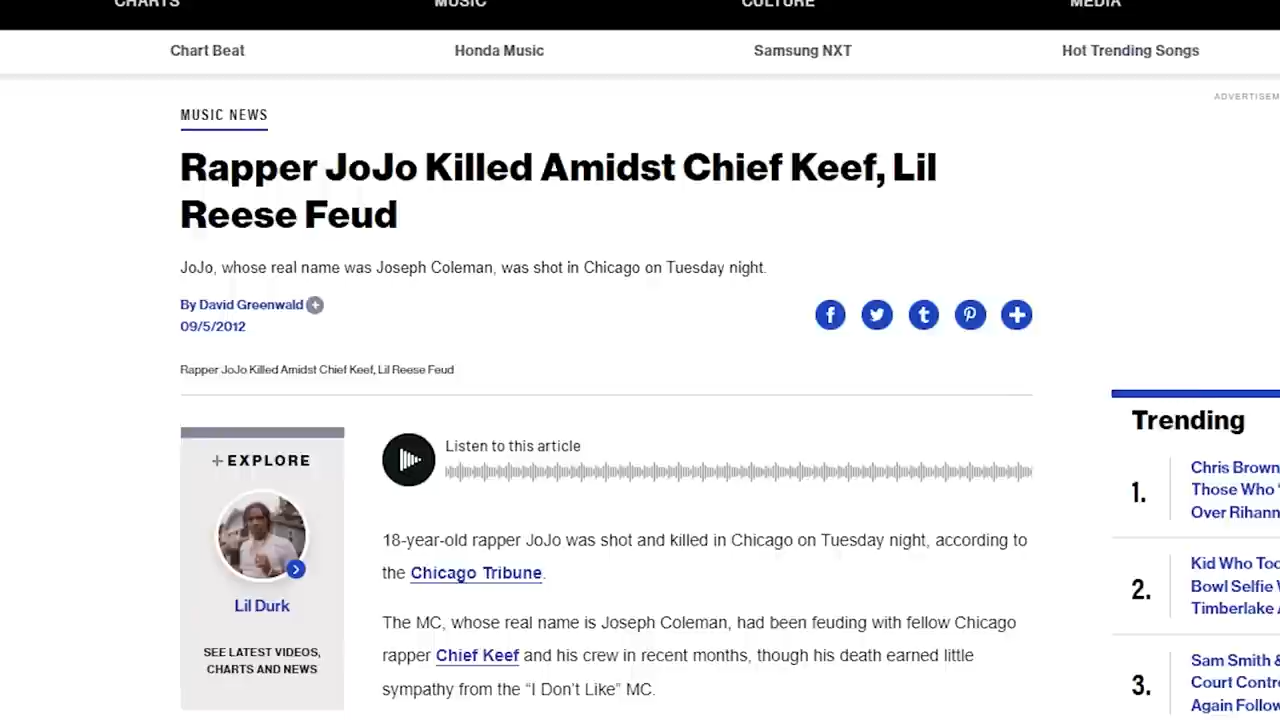 CHARTS
MUSIC
CULTURE
MEDIA
Chart Beat
Honda Music
Samsung NXT
Hot Trending Songs
MUSIC NEWS
Rapper JoJo Killed Amidst Chief Keef, Lil
Reese Feud
JoJo, whose real name was Joseph Coleman, was shot in Chicago on Tuesday night.
By David Greenwald
09/5/2012
Rapper JoJo Killed Amidst Chief Keef, Lil Reese Feud
+EXPLORE
Lil Durk
SEE LATEST VIDEOS,
CHARTS AND NEWS
Listen to this article
18-year-old rapper JoJo was shot and killed in Chicago on Tuesday night, according to
the Chicago Tribune.
The MC, whose real name is Joseph Coleman, had been feuding with fellow Chicago
rapper Chief Keef and his crew in recent months, though his death earned little
sympathy from the “I Don’t Like” MC.
ADVERTISEM
Trending
1.
Chris Brown
Those Who
Over Rihann
2.
Kid Who Too
Bowl Selfie
Timberlake
3.
Sam Smith &
Court Contro
Again Follow